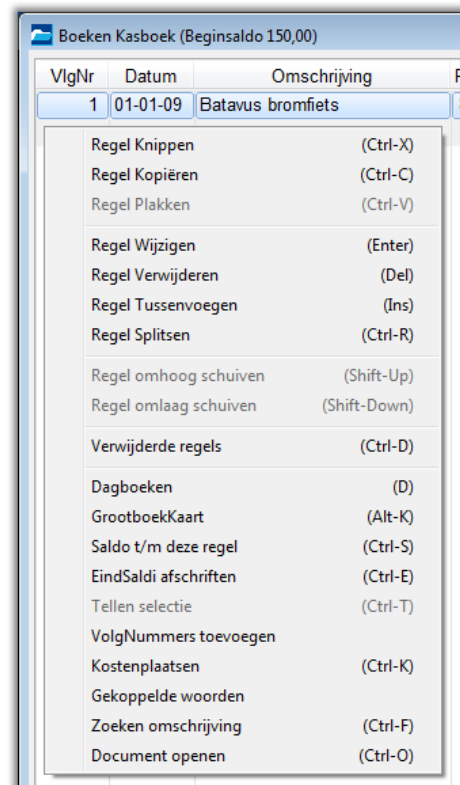 Boeken Kasboek (Beginsaldo 150,00)
VlgNr Datum Omschrijving
1 01-01-09 Batavus bromfiets
Regel Knippen (Ctrl-X)
Regel Kopiëren (Ctrl-C)
Regel Plakken (Ctrl-V)
Regel Wijzigen (Enter)
Regel Verwijderen (Del)
Regel Tussenvoegen (Ins)
Regel Splitsen (Ctrl-R)
Regel omhoog schuiven (Shift-Up)
Regel omlaag schuiven (Shift-Down)
Verwijderde regels (Ctrl-D)
Dagboeken (D)
GrootboekKaart (Alt-K)
Saldo t/m deze regel (Ctrl-S)
EindSaldi afschriften (Ctrl-E)
Tellen selectie (Ctrl-T)
VolgNummers toevoegen
Kostenplaatsen (Ctrl-K)
Gekoppelde woorden
Zoeken omschrijving (Ctrl-F)
Document openen (Ctrl-O)